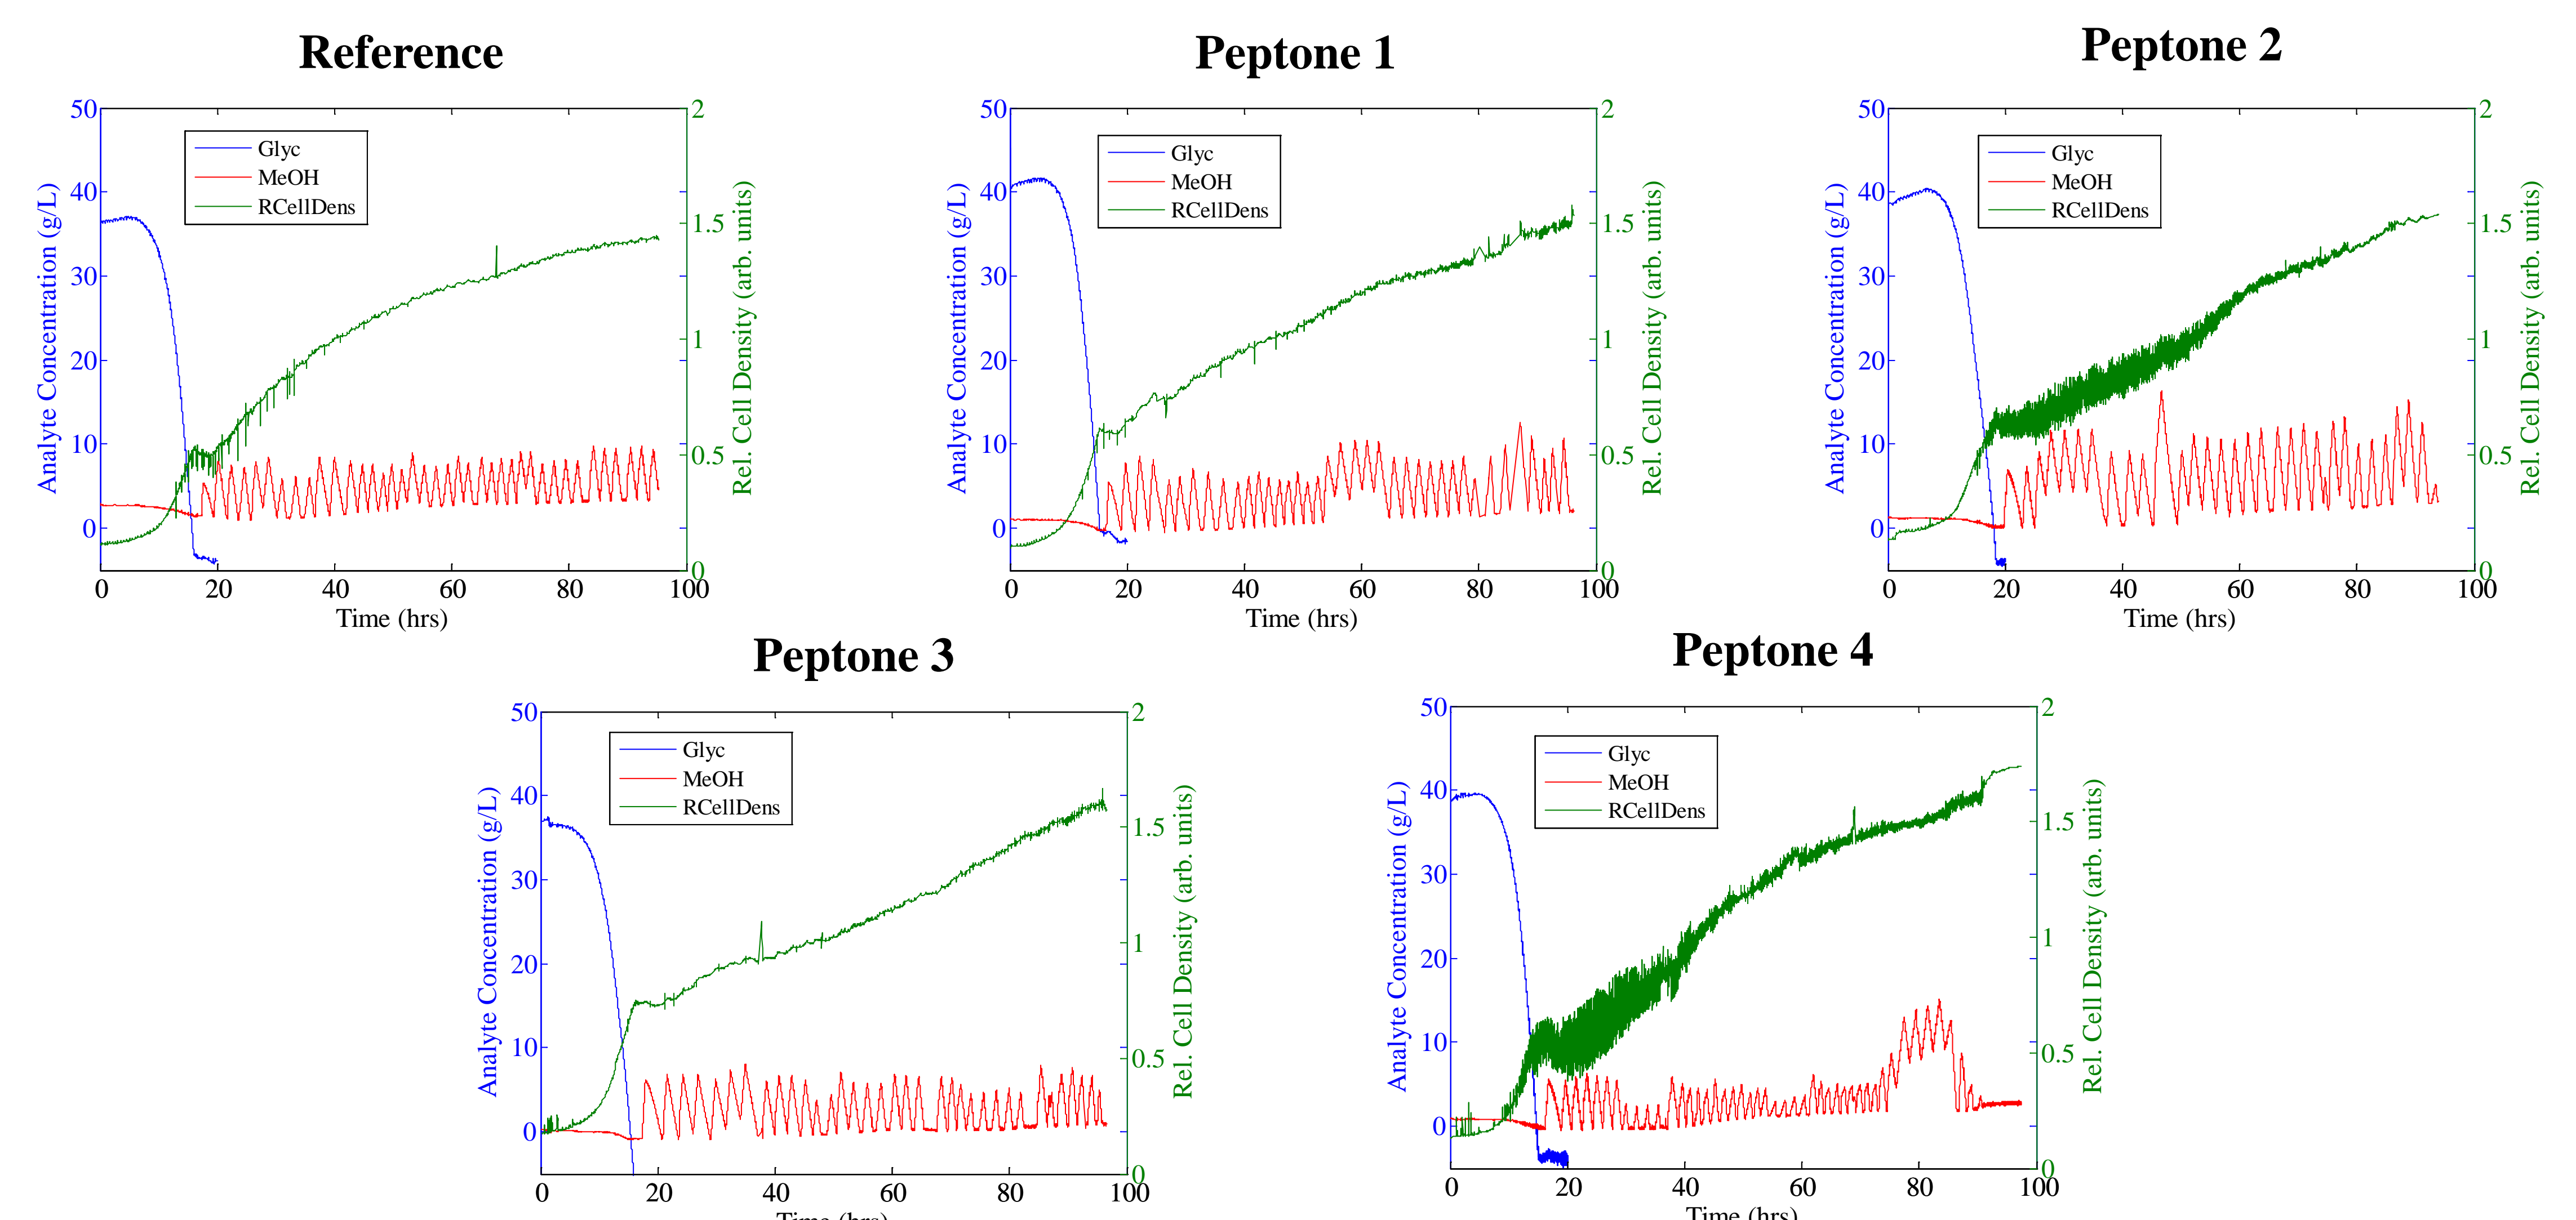 Reference
50
40
30
20
10
0
Analyte Concentration (g/L)
Glyc
MeOH
RCellDens
2
1.5
1
0.5
0
Rel. Cell Density (arb. units)
0 20 40 60 80 100
Time (hrs)
Peptone 1
50
40
30
20
10
0
Analyte Concentration (g/L)
Glyc
MeOH
RCellDens
2
1.5
1
0.5
0
Rel. Cell Density (arb. units)
0 20 40 60 80 100
Time (hrs)
Peptone 2
50
40
30
20
10
0
Analyte Concentration (g/L)
Glyc
MeOH
RCellDens
2
1.5
1
0.5
0
Rel. Cell Density (arb. units)
0 20 40 60 80 100
Time (hrs)
Peptone 3
50
40
30
20
10
0
Analyte Concentration (g/L)
Glyc
MeOH
RCellDens
2
1.5
1
0.5
0
Rel. Cell Density (arb. units)
0 20 40 60 80 100
Time (hrs)
Peptone 4
50
40
30
20
10
0
Analyte Concentration (g/L)
Glyc
MeOH
RCellDens
2
1.5
1
0.5
0
Rel. Cell Density (arb. units)
0 20 40 60 80 100
Time (hrs)